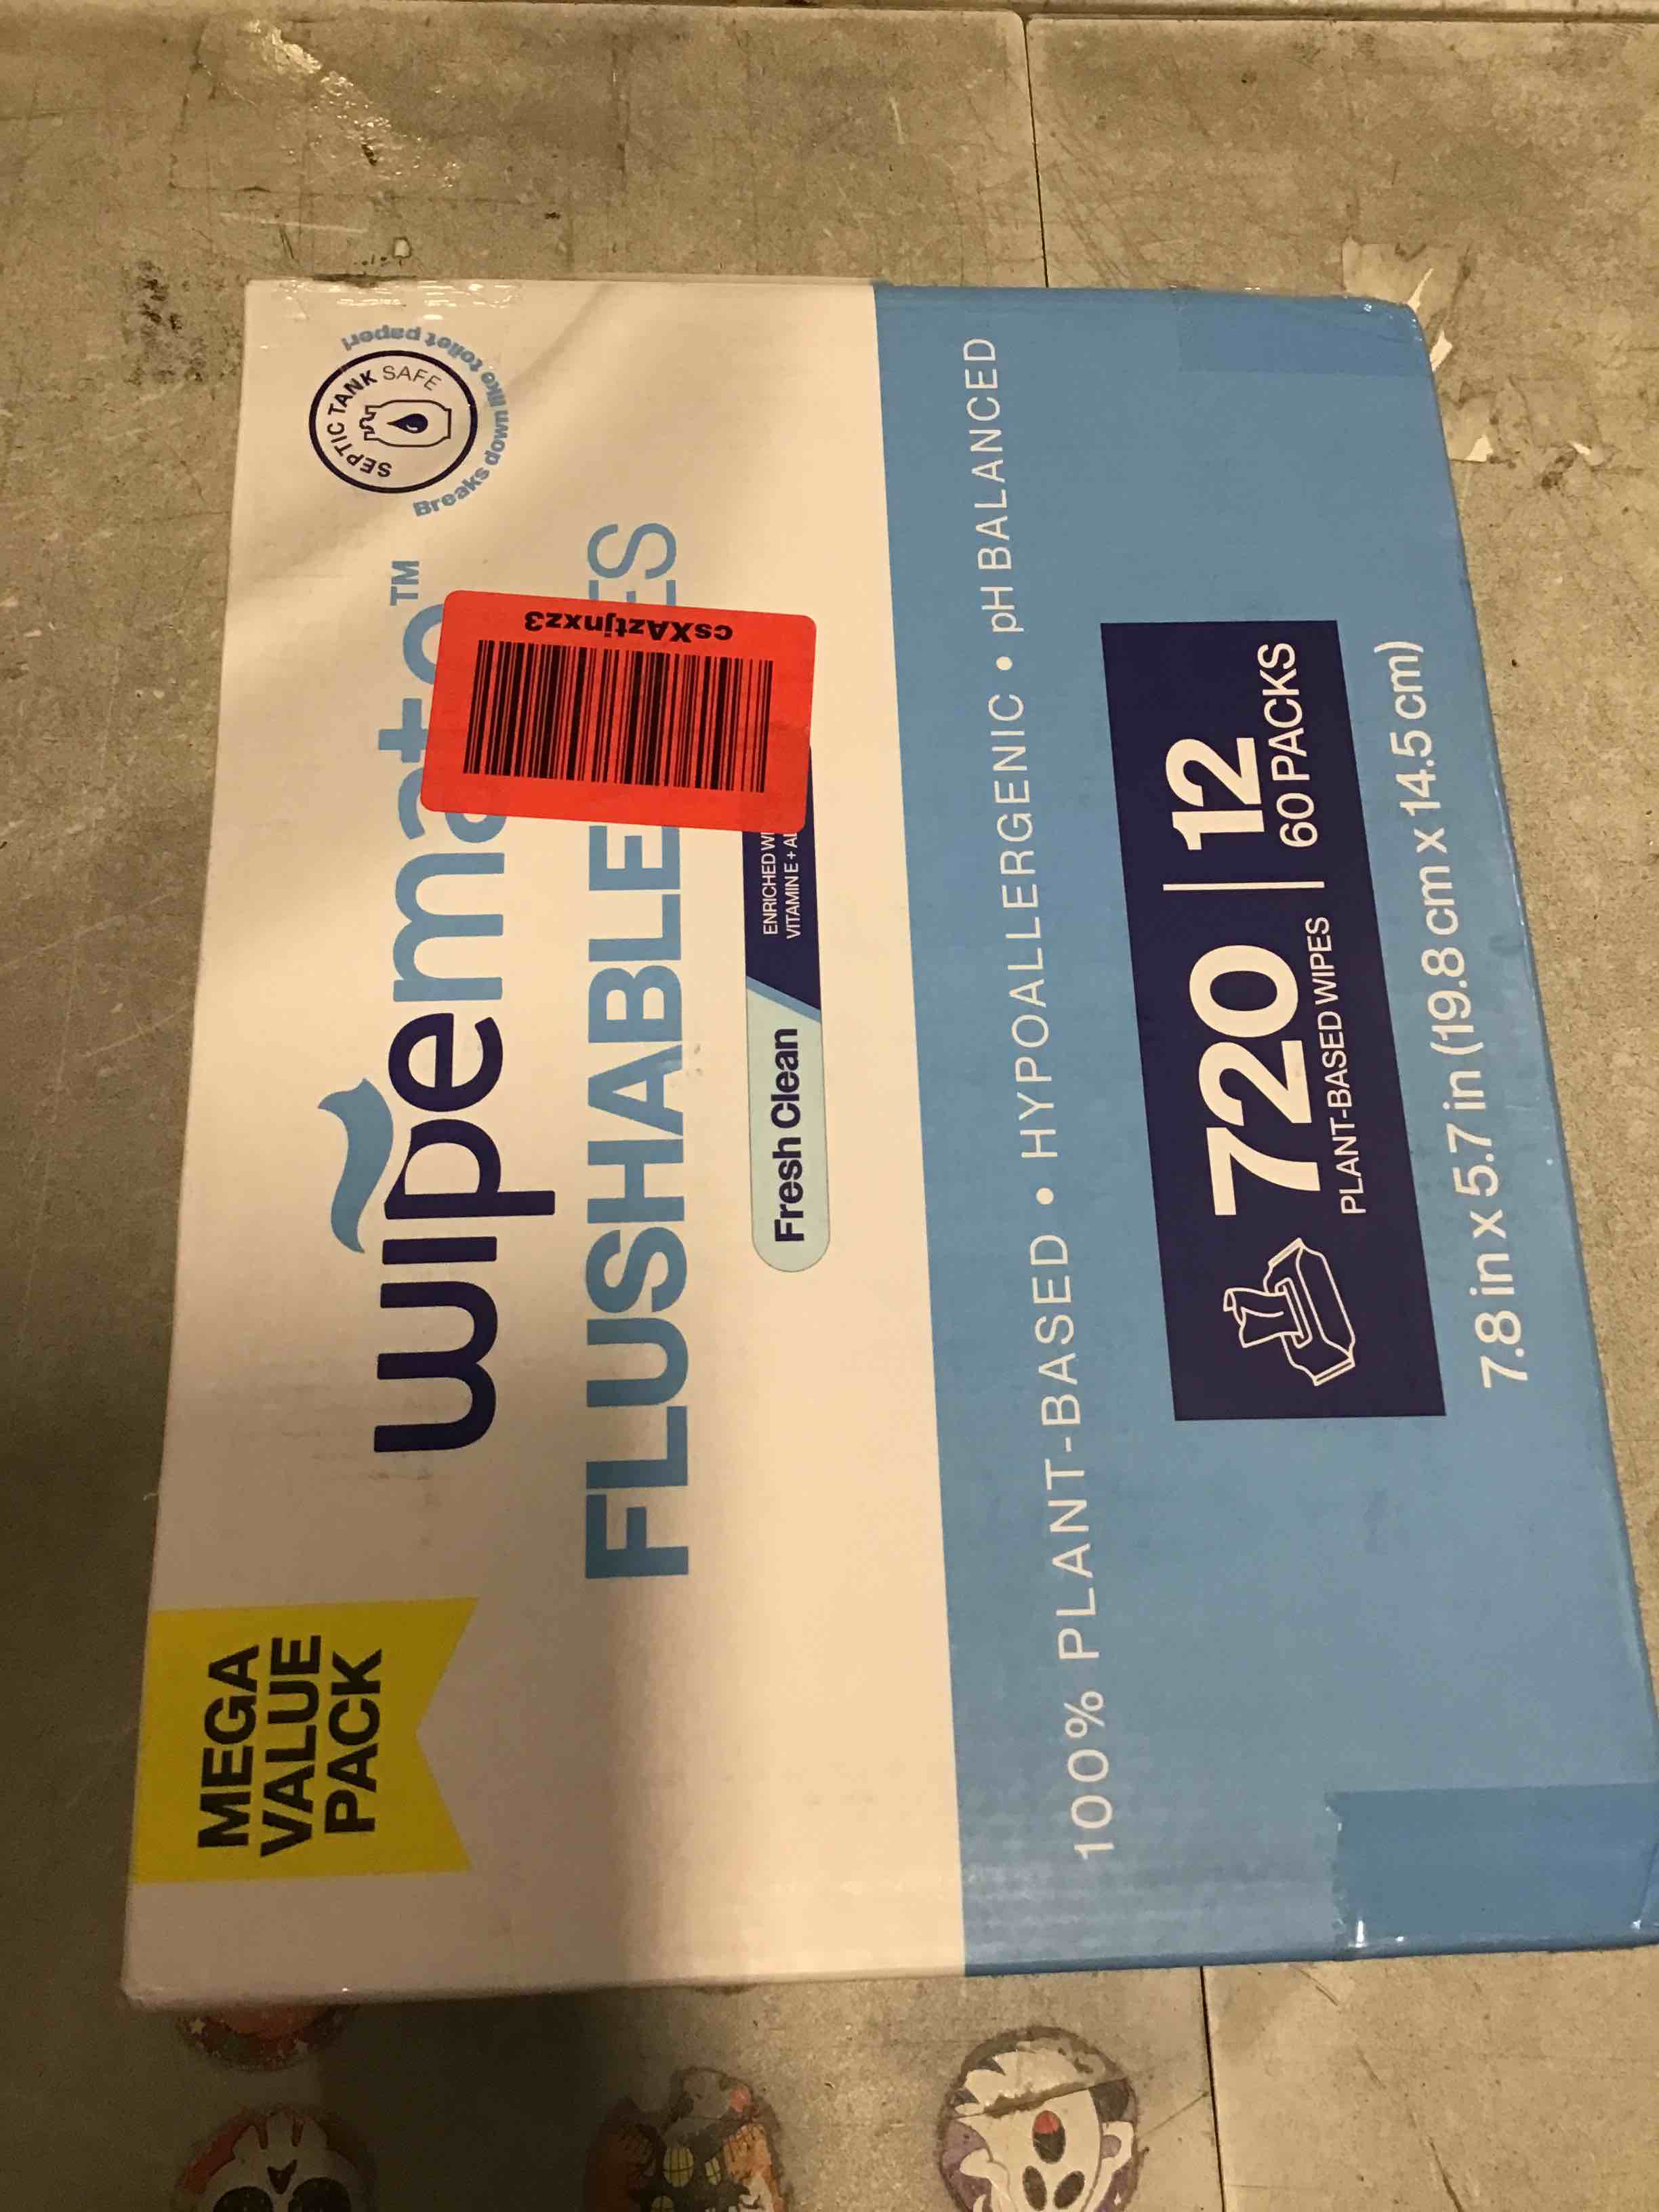 MEGA
VALUE
PACK
wipemate™
FLUSHABLE
SEPTIC TANK SAFE
Breaks down like toilet paper!
csXAztjnxz3
Fresh Clean
ENRICHED
VITAMIN E +
100% PLANT-BASED • HYPOALLERGENIC • pH BALANCED
720 | 12
PLANT-BASED WIPES | 60 PACKS
7.8 in x 5.7 in (19.8 cm x 14.5 cm)